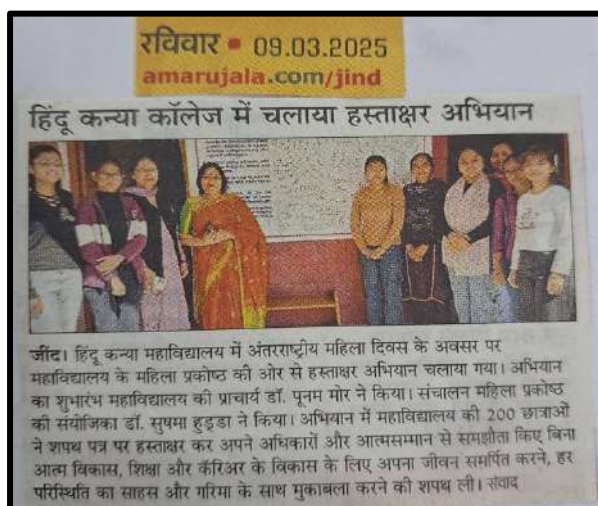 रविवार • 09.03.2025
amarujala.com/jind
हिंदू कन्या कॉलेज में चलाया हस्ताक्षर अभियान
जींद। हिंदू कन्या महाविद्यालय में अंतरराष्ट्रीय महिला दिवस के अवसर पर
महाविद्यालय के महिला प्रकोष्ठ की ओर से हस्ताक्षर अभियान चलाया गया। अभियान
का शुभारंभ महाविद्यालय की प्राचार्य डॉ. पूनम मोर ने किया। संचालन महिला प्रकोष्ठ
की संयोजिका डॉ. सुषमा हुड्डा ने किया। अभियान में महाविद्यालय की 200 छात्राओं
ने शपथ पत्र पर हस्ताक्षर कर अपने अधिकारों और आत्मसम्मान से समझौता किए बिना
आत्म विकास, शिक्षा और कॅरिअर के विकास के लिए अपना जीवन समर्पित करने, हर
परिस्थिति का साहस और गरिमा के साथ मुकाबला करने की शपथ ली। संवाद